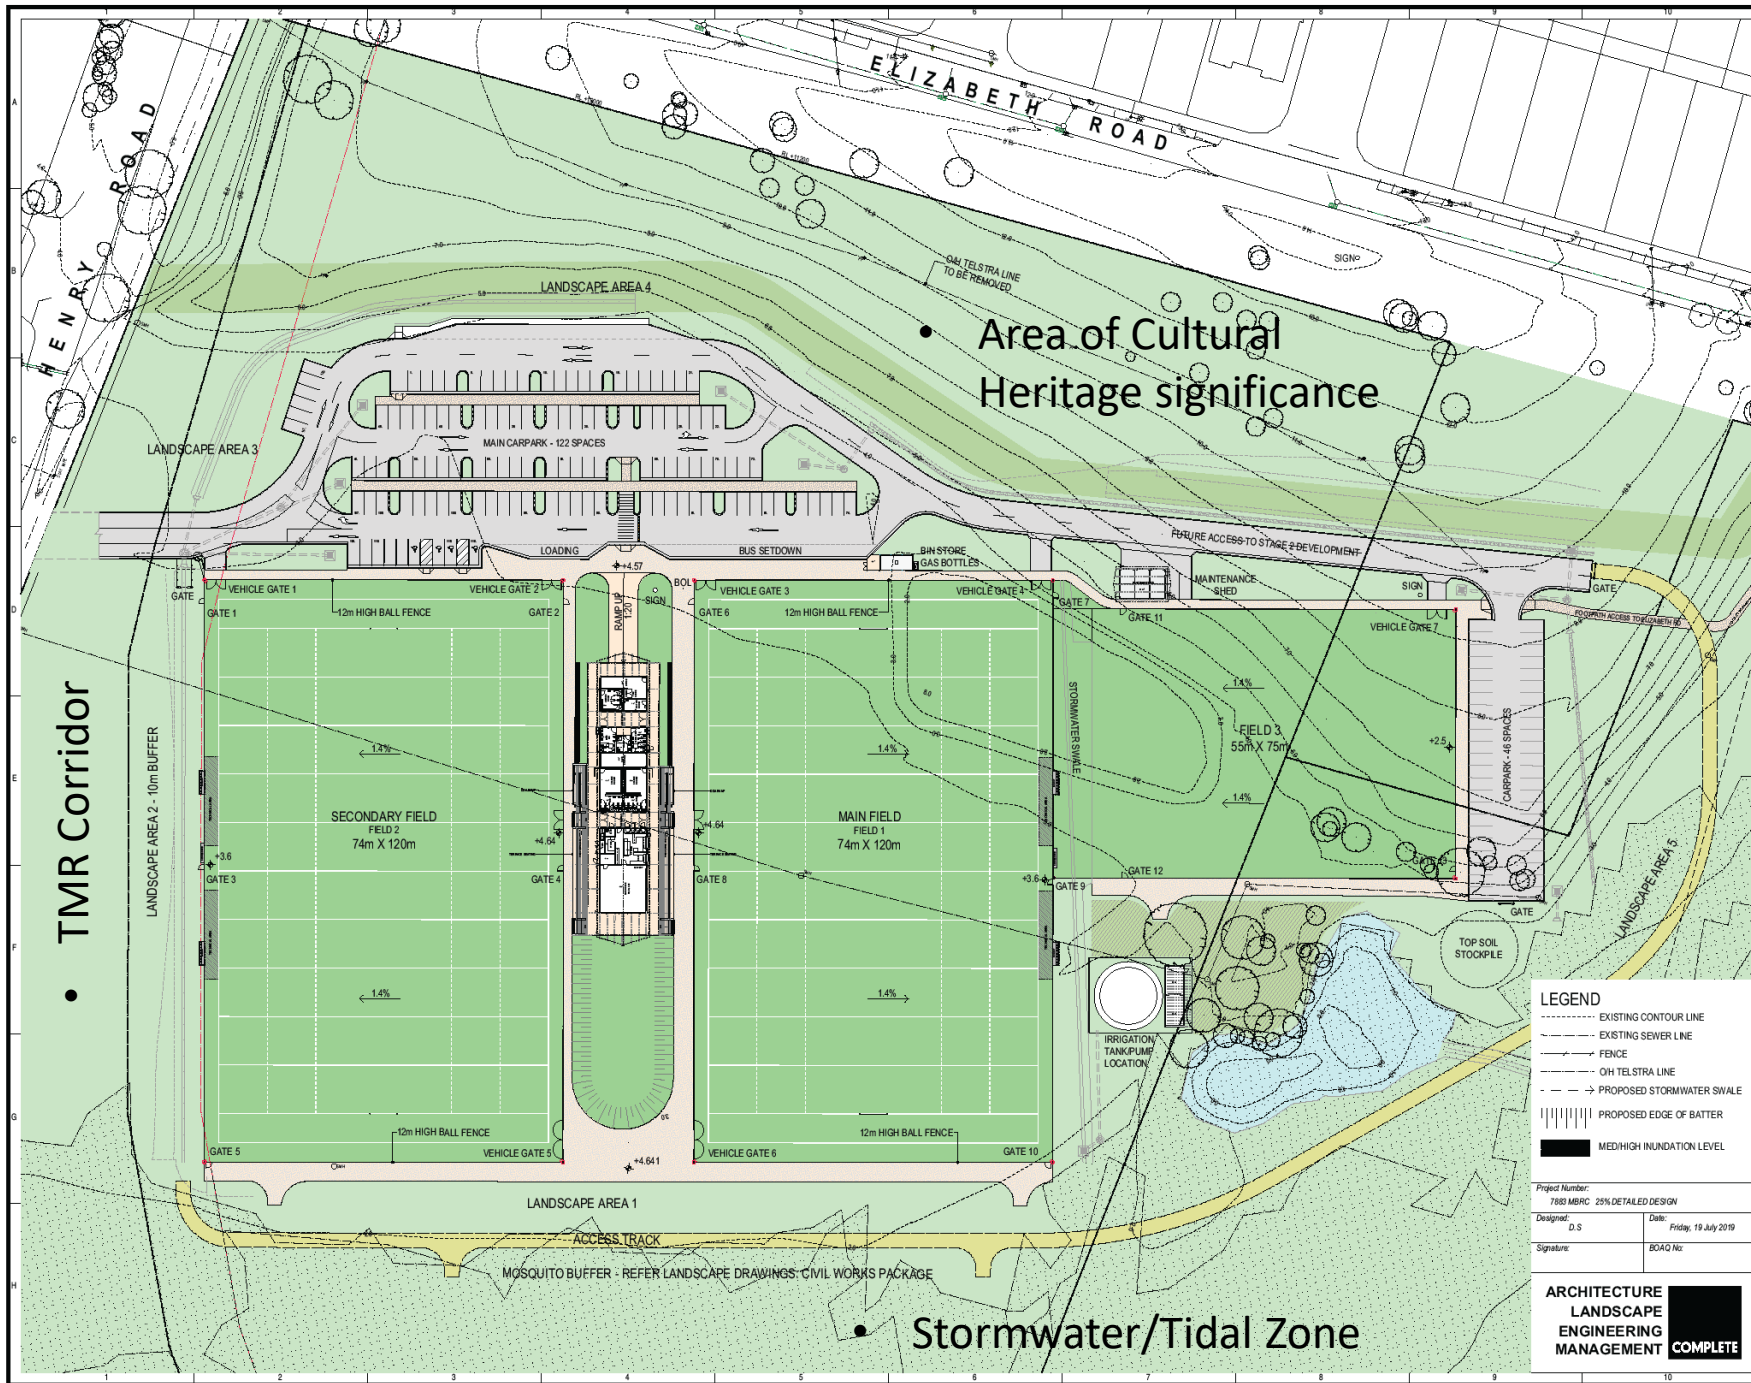 ELIZABETH ROAD
HENRY ROAD
O/H TELSTRA LINE
TO BE REMOVED
SIGN
LANDSCAPE AREA 4
• Area of Cultural
Heritage significance
LANDSCAPE AREA 3
MAIN CARPARK - 122 SPACES
LOADING
BUS SETDOWN
BIN STORE
GAS BOTTLES
FUTURE ACCESS TO STAGE 2 DEVELOPMENT
MAINTENANCE
SHED
SIGN
GATE
FOOTPATH ACCESS TO ELIZABETH RD
GATE
VEHICLE GATE 1
VEHICLE GATE 2
+4.57
BOL
VEHICLE GATE 3
VEHICLE GATE 4
GATE 7
GATE 1
12m HIGH BALL FENCE
GATE 2
RAMP UP
1:20
SIGN
GATE 6
12m HIGH BALL FENCE
GATE 11
VEHICLE GATE 7
1.4%
STORMWATER SWALE
FIELD 3
55m X 75m
+2.5
CARPARK - 46 SPACES
1.4%
1.4%
1.4%
• TMR Corridor
LANDSCAPE AREA 2 - 10m BUFFER
SECONDARY FIELD
FIELD 2
74m X 120m
+4.64
+4.64
MAIN FIELD
FIELD 1
74m X 120m
+3.6
GATE 3
GATE 4
GATE 8
+3.6
GATE 9
GATE 12
GATE
LANDSCAPE AREA 5
TOP SOIL
STOCKPILE
1.4%
1.4%
IRRIGATION
TANK/PUMP
LOCATION
GATE 5
12m HIGH BALL FENCE
VEHICLE GATE 5
+4.641
VEHICLE GATE 6
12m HIGH BALL FENCE
GATE 10
LANDSCAPE AREA 1
ACCESS TRACK
MOSQUITO BUFFER - REFER LANDSCAPE DRAWINGS. CIVIL WORKS PACKAGE
• Stormwater/Tidal Zone
LEGEND
EXISTING CONTOUR LINE
EXISTING SEWER LINE
FENCE
O/H TELSTRA LINE
PROPOSED STORMWATER SWALE
PROPOSED EDGE OF BATTER
MED/HIGH INUNDATION LEVEL
Project Number:
7883 MBRC 25% DETAILED DESIGN
Designed:
D.S
Date:
Friday, 19 July 2019
Signature:
BOAQ No:
ARCHITECTURE
LANDSCAPE
ENGINEERING
MANAGEMENT
COMPLETE